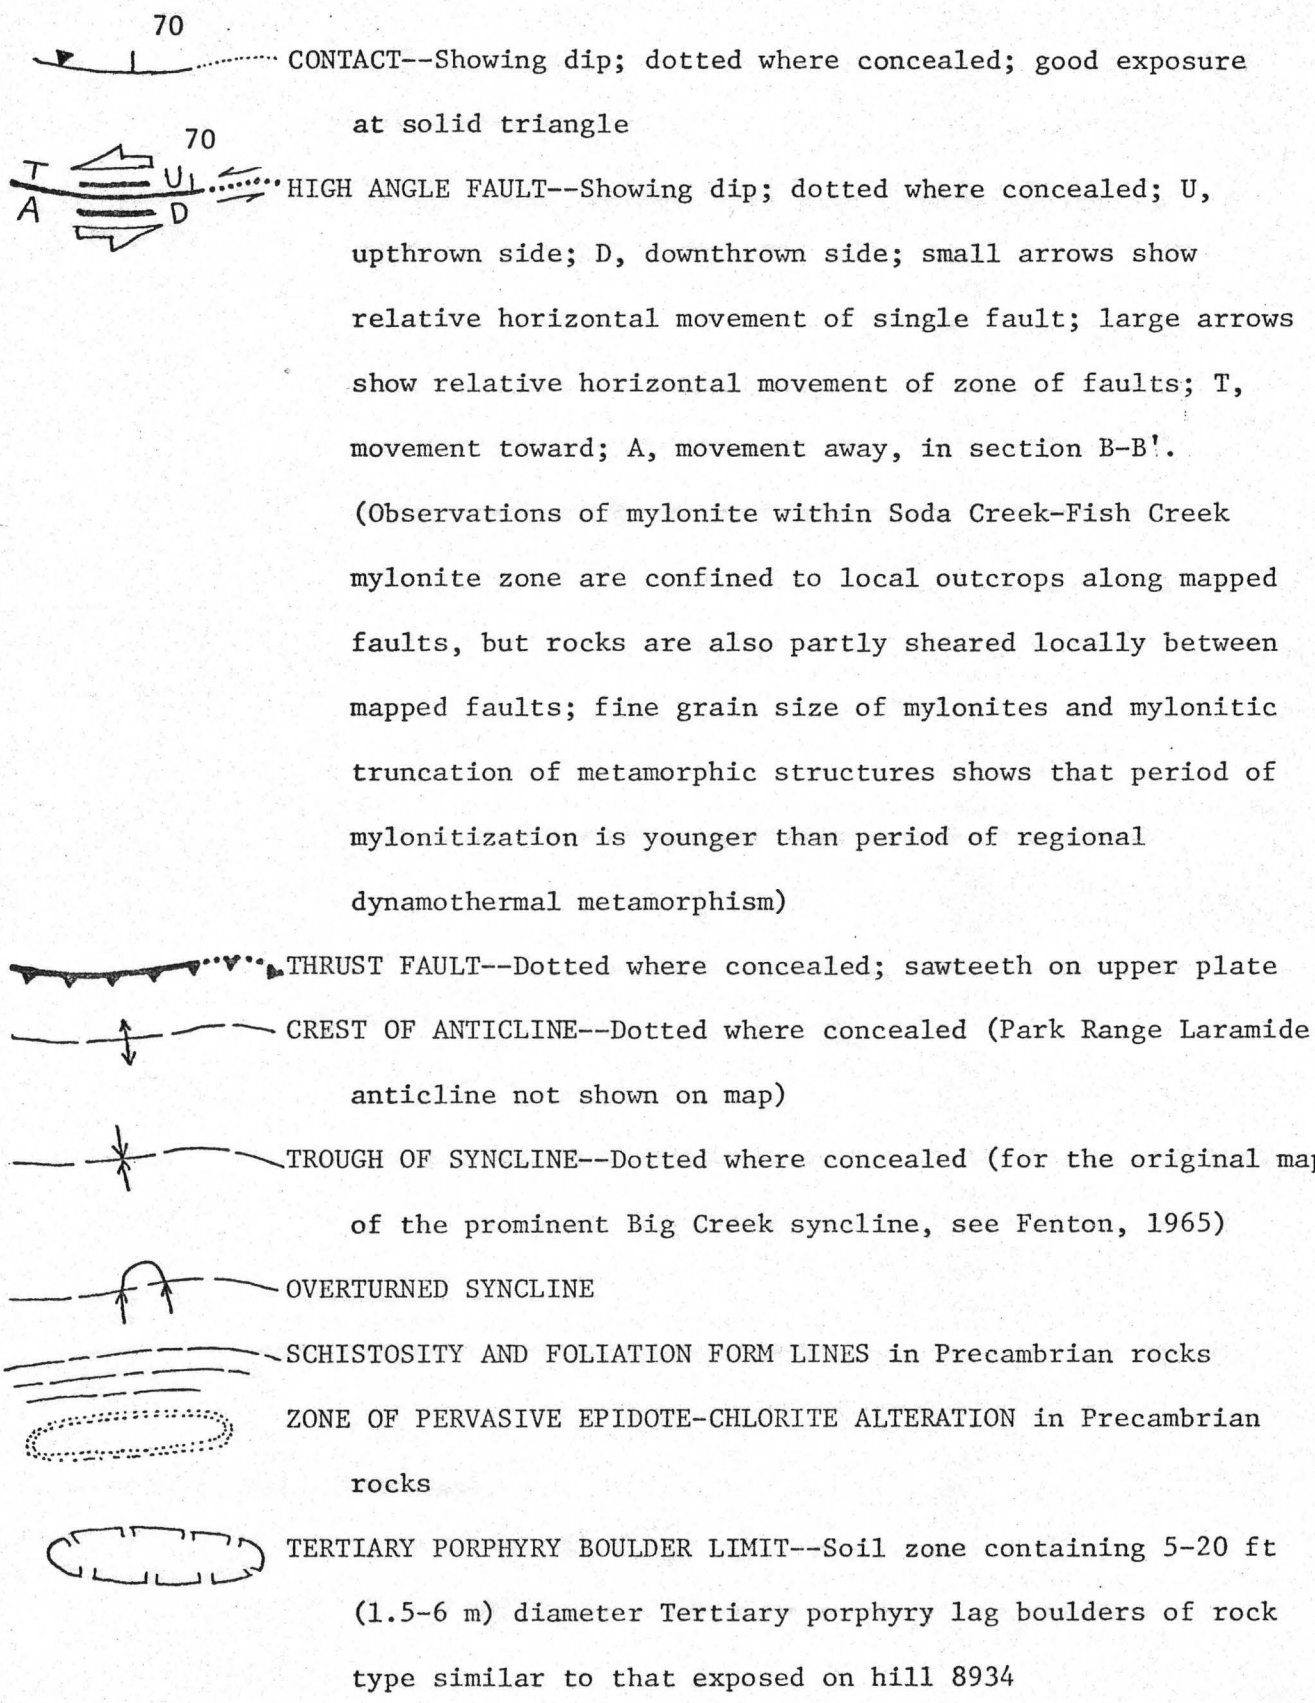 70
CONTACT--Showing dip; dotted where concealed; good exposure
at solid triangle
70
T U
A D
HIGH ANGLE FAULT--Showing dip; dotted where concealed; U,
upthrown side; D, downthrown side; small arrows show
relative horizontal movement of single fault; large arrows
show relative horizontal movement of zone of faults; T,
movement toward; A, movement away, in section B-B'.
(Observations of mylonite within Soda Creek-Fish Creek
mylonite zone are confined to local outcrops along mapped
faults, but rocks are also partly sheared locally between
mapped faults; fine grain size of mylonites and mylonitic
truncation of metamorphic structures shows that period of
mylonitization is younger than period of regional
dynamothermal metamorphism)
THRUST FAULT--Dotted where concealed; sawteeth on upper plate
CREST OF ANTICLINE--Dotted where concealed (Park Range Laramide
anticline not shown on map)
TROUGH OF SYNCLINE--Dotted where concealed (for the original map
of the prominent Big Creek syncline, see Fenton, 1965)
OVERTURNED SYNCLINE
SCHISTOSITY AND FOLIATION FORM LINES in Precambrian rocks
ZONE OF PERVASIVE EPIDOTE-CHLORITE ALTERATION in Precambrian
rocks
TERTIARY PORPHYRY BOULDER LIMIT--Soil zone containing 5-20 ft
(1.5-6 m) diameter Tertiary porphyry lag boulders of rock
type similar to that exposed on hill 8934